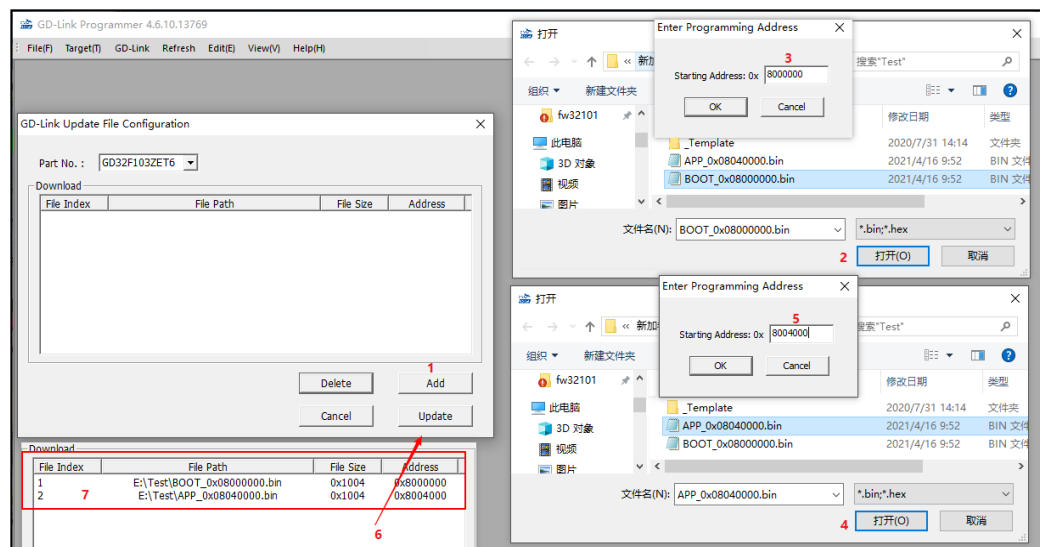 GD-Link Programmer 4.6.10.13769
File(F) Target(T) GD-Link Refresh Edit(E) View(V) Help(H)
GD-Link Update File Configuration
Part No. : GD32F103ZET6
Download
File Index File Path File Size Address
1
Delete Add
Cancel Update
Download
File Index File Path File Size Address
1 E:\Test\BOOT_0x08000000.bin 0x1004 0x8000000
2 E:\Test\APP_0x08040000.bin 0x1004 0x8004000
7
6
打开
Enter Programming Address
3
Starting Address: 0x 8000000
OK Cancel
« 新加
搜索"Test"
组织 新建文件夹
fw32101
此电脑
3D 对象
视频
图片
修改日期 类型
_Template 2020/7/31 14:14 文件夹
APP_0x08040000.bin 2021/4/16 9:52 BIN 文件
BOOT_0x08000000.bin 2021/4/16 9:52 BIN 文件
文件名(N): BOOT_0x08000000.bin *.bin;*.hex
2 打开(O) 取消
打开
Enter Programming Address
5
Starting Address: 0x 8004000
OK Cancel
« 新加
搜索"Test"
组织 新建文件夹
fw32101
此电脑
3D 对象
视频
图片
修改日期 类型
_Template 2020/7/31 14:14 文件夹
APP_0x08040000.bin 2021/4/16 9:52 BIN 文件
BOOT_0x08000000.bin 2021/4/16 9:52 BIN 文件
文件名(N): APP_0x08040000.bin *.bin;*.hex
4 打开(O) 取消